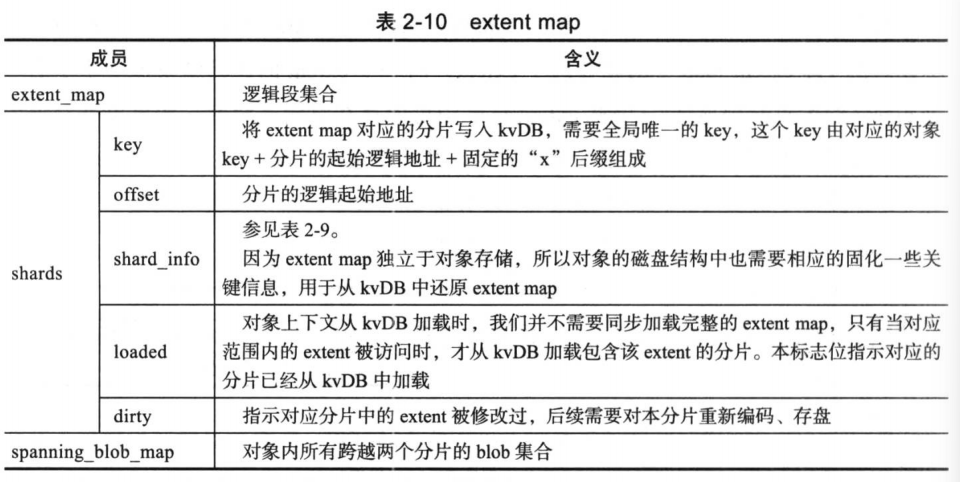 表 2-10 extent map
成员 含义
extent_map 逻辑段集合
shards
key
将 extent map 对应的分片写入 kvDB，需要全局唯一的 key，这个 key 由对应的对象
key + 分片的起始逻辑地址 + 固定的“x”后缀组成
offset 分片的逻辑起始地址
shard_info
参见表 2-9。
因为 extent map 独立于对象存储，所以对象的磁盘结构中也需要相应的固化一些关
键信息，用于从 kvDB 中还原 extent map
loaded
对象上下文从 kvDB 加载时，我们并不需要同步加载完整的 extent map，只有当对应
范围内的 extent 被访问时，才从 kvDB 加载包含该 extent 的分片。本标志位指示对应的
分片已经从 kvDB 中加载
dirty 指示对应分片中的 extent 被修改过，后续需要对本分片重新编码、存盘
spanning_blob_map 对象内所有跨越两个分片的 blob 集合